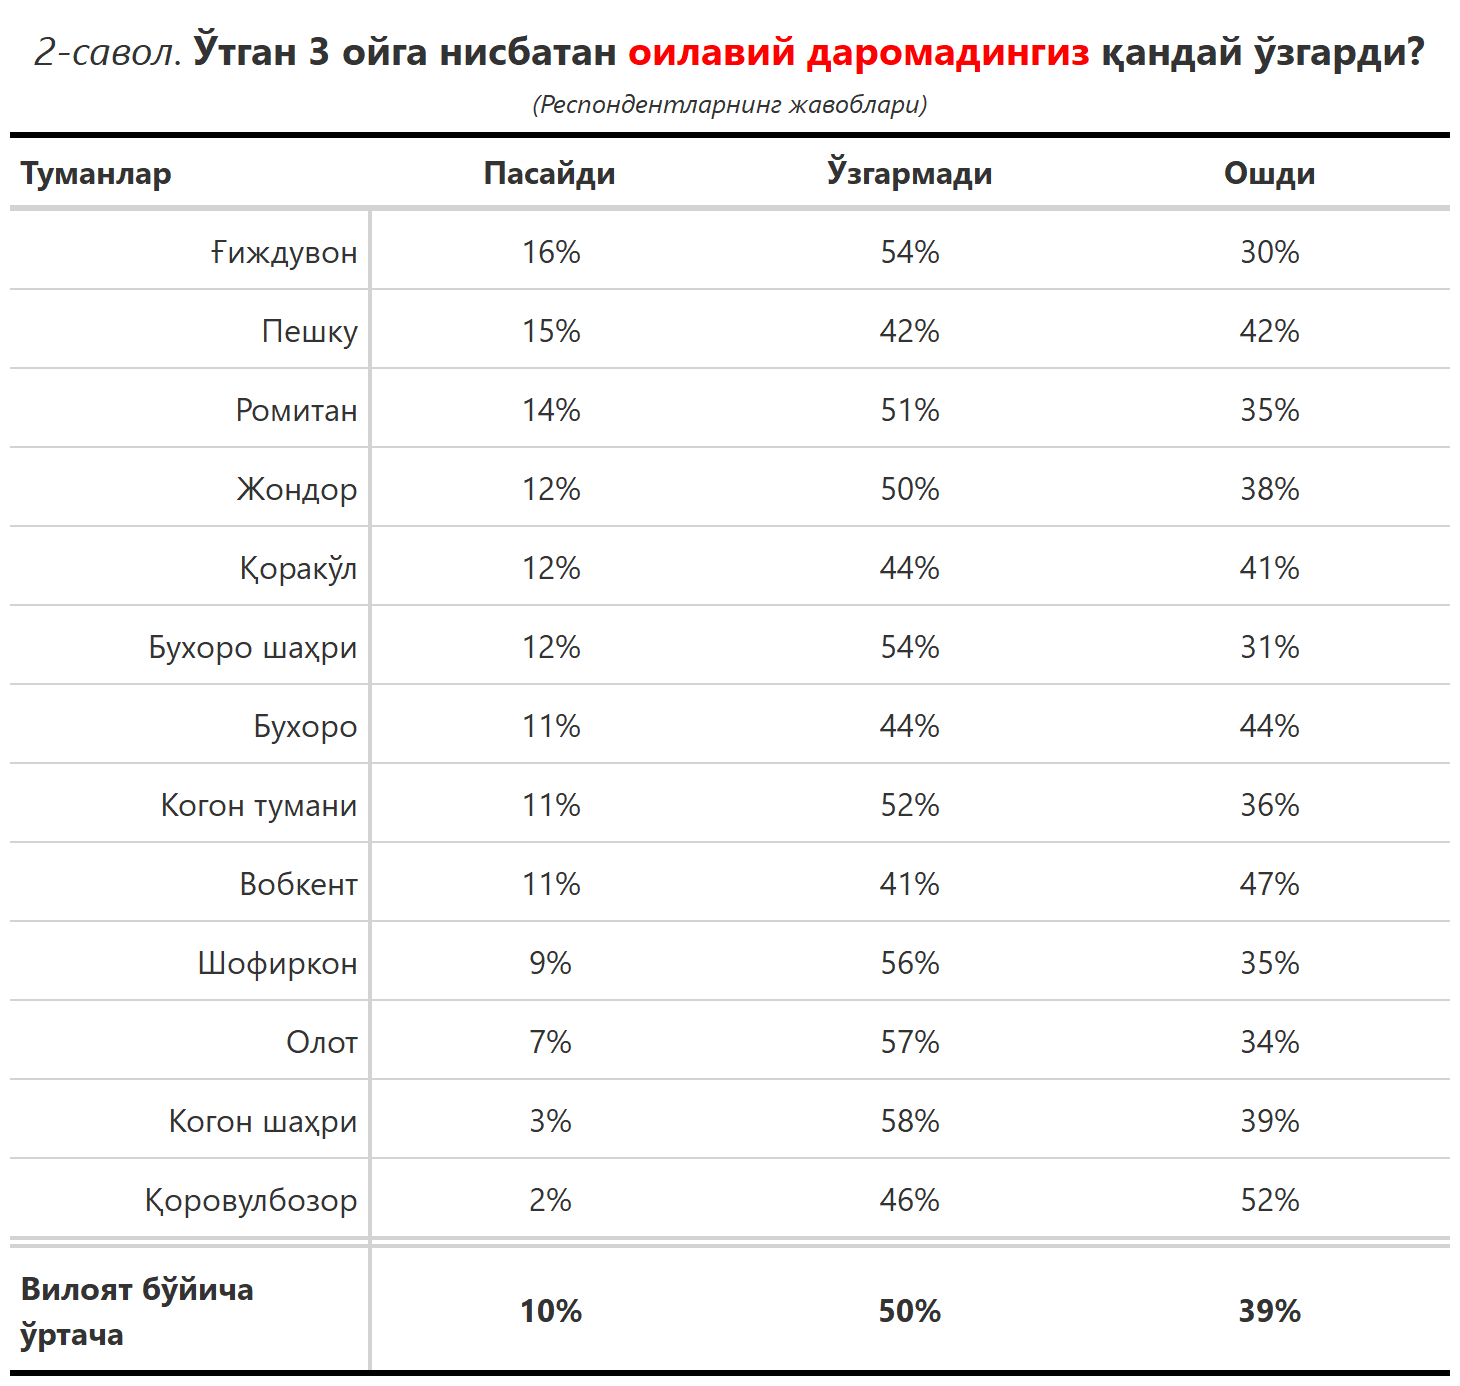 2-савол. Ўтган 3 ойга нисбатан оилавий даромадингиз қандай ўзгарди?
(Респондентларнинг жавоблари)
Туманлар Пасайди Ўзгармади Ошди
Ғиждувон 16% 54% 30%
Пешку 15% 42% 42%
Ромитан 14% 51% 35%
Жондор 12% 50% 38%
Қоракўл 12% 44% 41%
Бухоро шаҳри 12% 54% 31%
Бухоро 11% 44% 44%
Когон тумани 11% 52% 36%
Вобкент 11% 41% 47%
Шофиркон 9% 56% 35%
Олот 7% 57% 34%
Когон шаҳри 3% 58% 39%
Қоровулбозор 2% 46% 52%
Вилоят бўйича
ўртача 10% 50% 39%